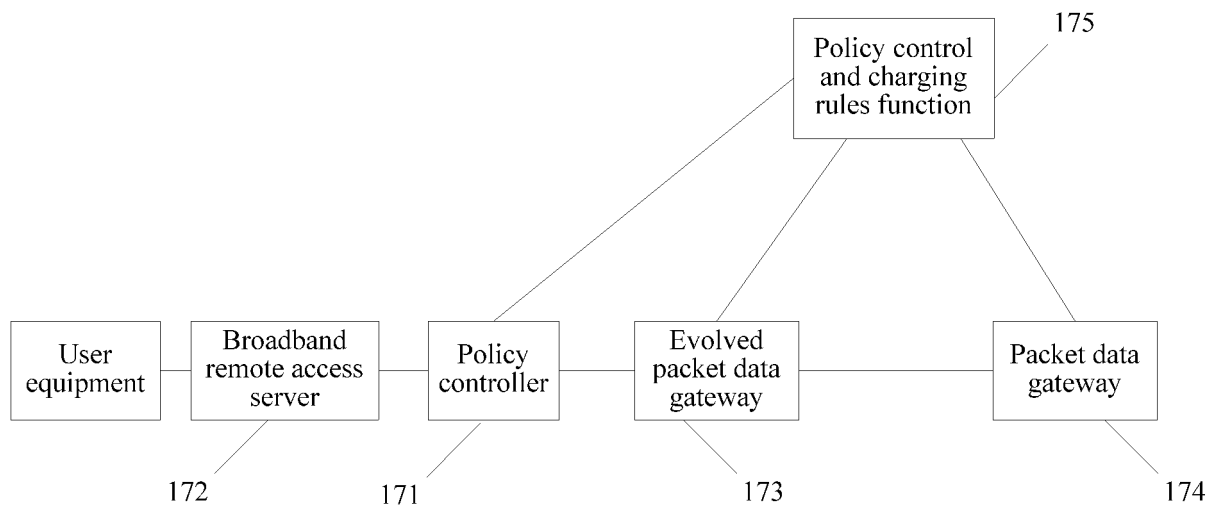 175
Policy control
and charging
rules function
User
equipment
Broadband
remote access
server
Policy
controller
Evolved
packet data
gateway
Packet data
gateway
172
171
173
174